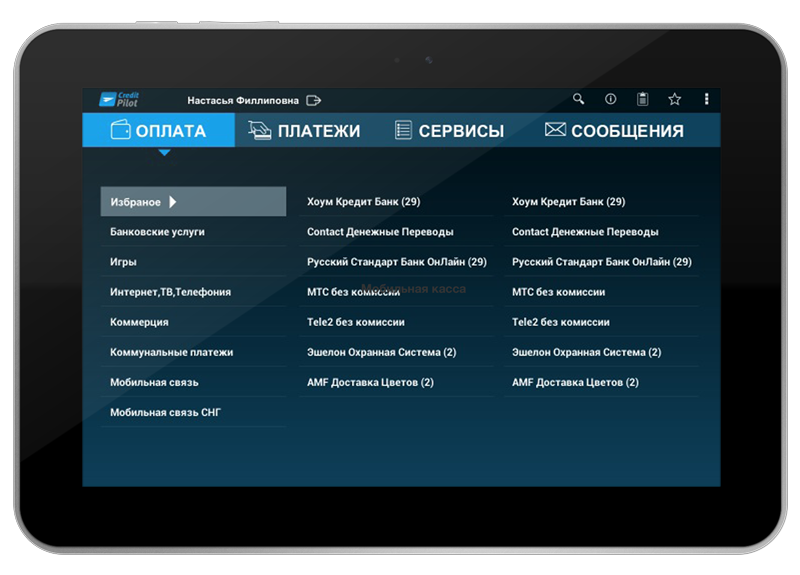 Credit
Pilot
Настасья Филлиповна
ОПЛАТА
ПЛАТЕЖИ
СЕРВИСЫ
СООБЩЕНИЯ
Избраное
Банковские услуги
Игры
Интернет,ТВ,Телефония
Коммерция
Коммунальные платежи
Мобильная связь
Мобильная связь СНГ
Хоум Кредит Банк (29)
Contact Денежные Переводы
Русский Стандарт Банк ОнЛайн (29)
МТС без комиссии
Tele2 без комиссии
Эшелон Охранная Система (2)
AMF Доставка Цветов (2)
Мобильная касса
Хоум Кредит Банк (29)
Contact Денежные Переводы
Русский Стандарт Банк ОнЛайн (29)
МТС без комиссии
Tele2 без комиссии
Эшелон Охранная Система (2)
AMF Доставка Цветов (2)